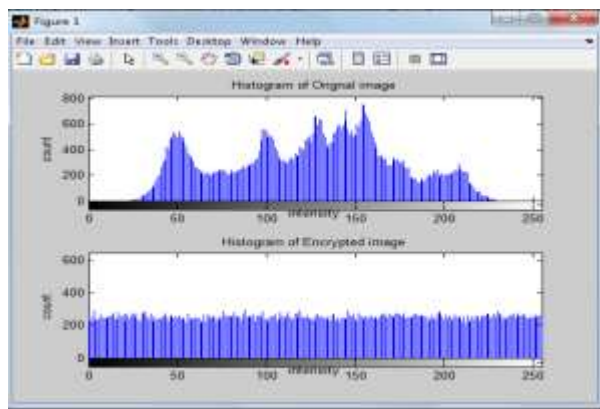 Figure 1
File Edit View Insert Tools Desktop Window Help
Histogram of Orignal image
800
600
400
200
0
count
0 50 100 150 200 250
intensity
Histogram of Encrypted image
600
400
200
0
count
0 50 100 150 200 250
intensity